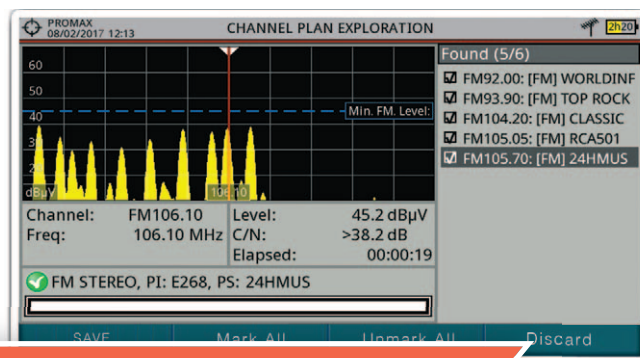 PROMAX
08/02/2017 12:13
CHANNEL PLAN EXPLORATION
2h20
60
50
40
Min. FM. Level:
dBµV
106.10
Found (5/6)
FM92.00: [FM] WORLDINF
FM93.90: [FM] TOP ROCK
FM104.20: [FM] CLASSIC
FM105.05: [FM] RCA501
FM105.70: [FM] 24HMUS
Channel: FM106.10
Freq: 106.10 MHz
Level: 45.2 dBµV
C/N: >38.2 dB
Elapsed: 00:00:19
FM STEREO, PI: E268, PS: 24HMUS
SAVE Mark All Unmark All Discard